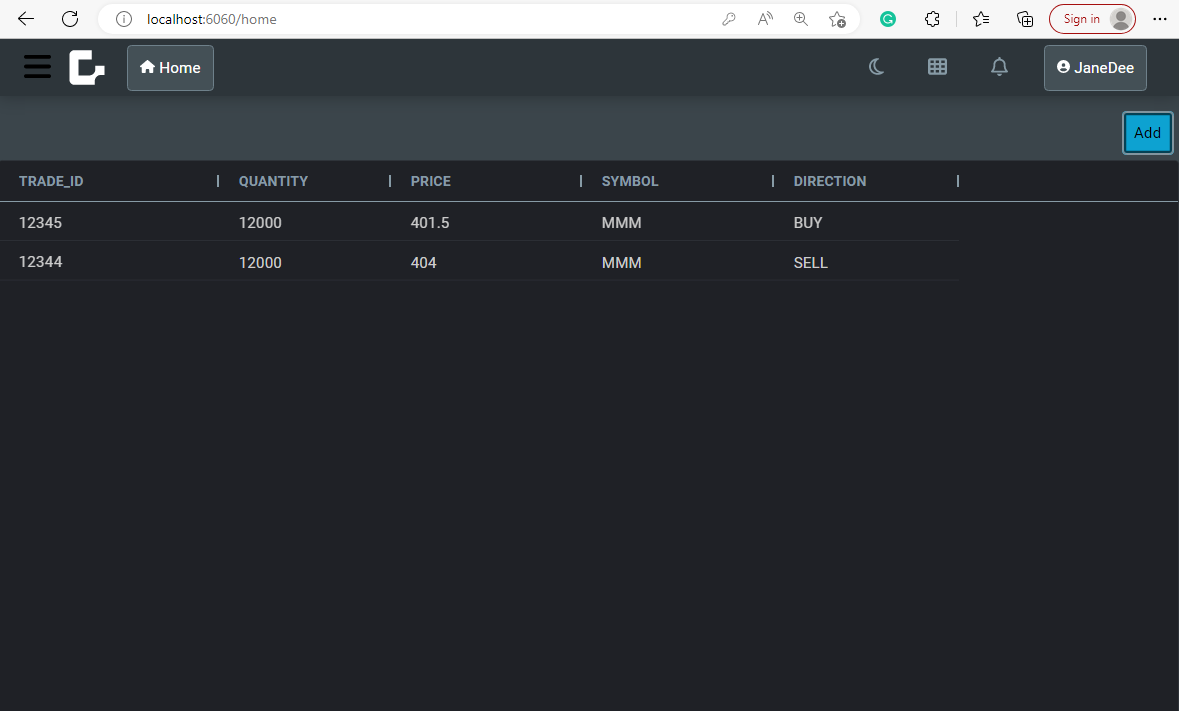 localhost:6060/home
Sign in
Home
JaneDee
Add
TRADE_ID QUANTITY PRICE SYMBOL DIRECTION
12345 12000 401.5 MMM BUY
12344 12000 404 MMM SELL